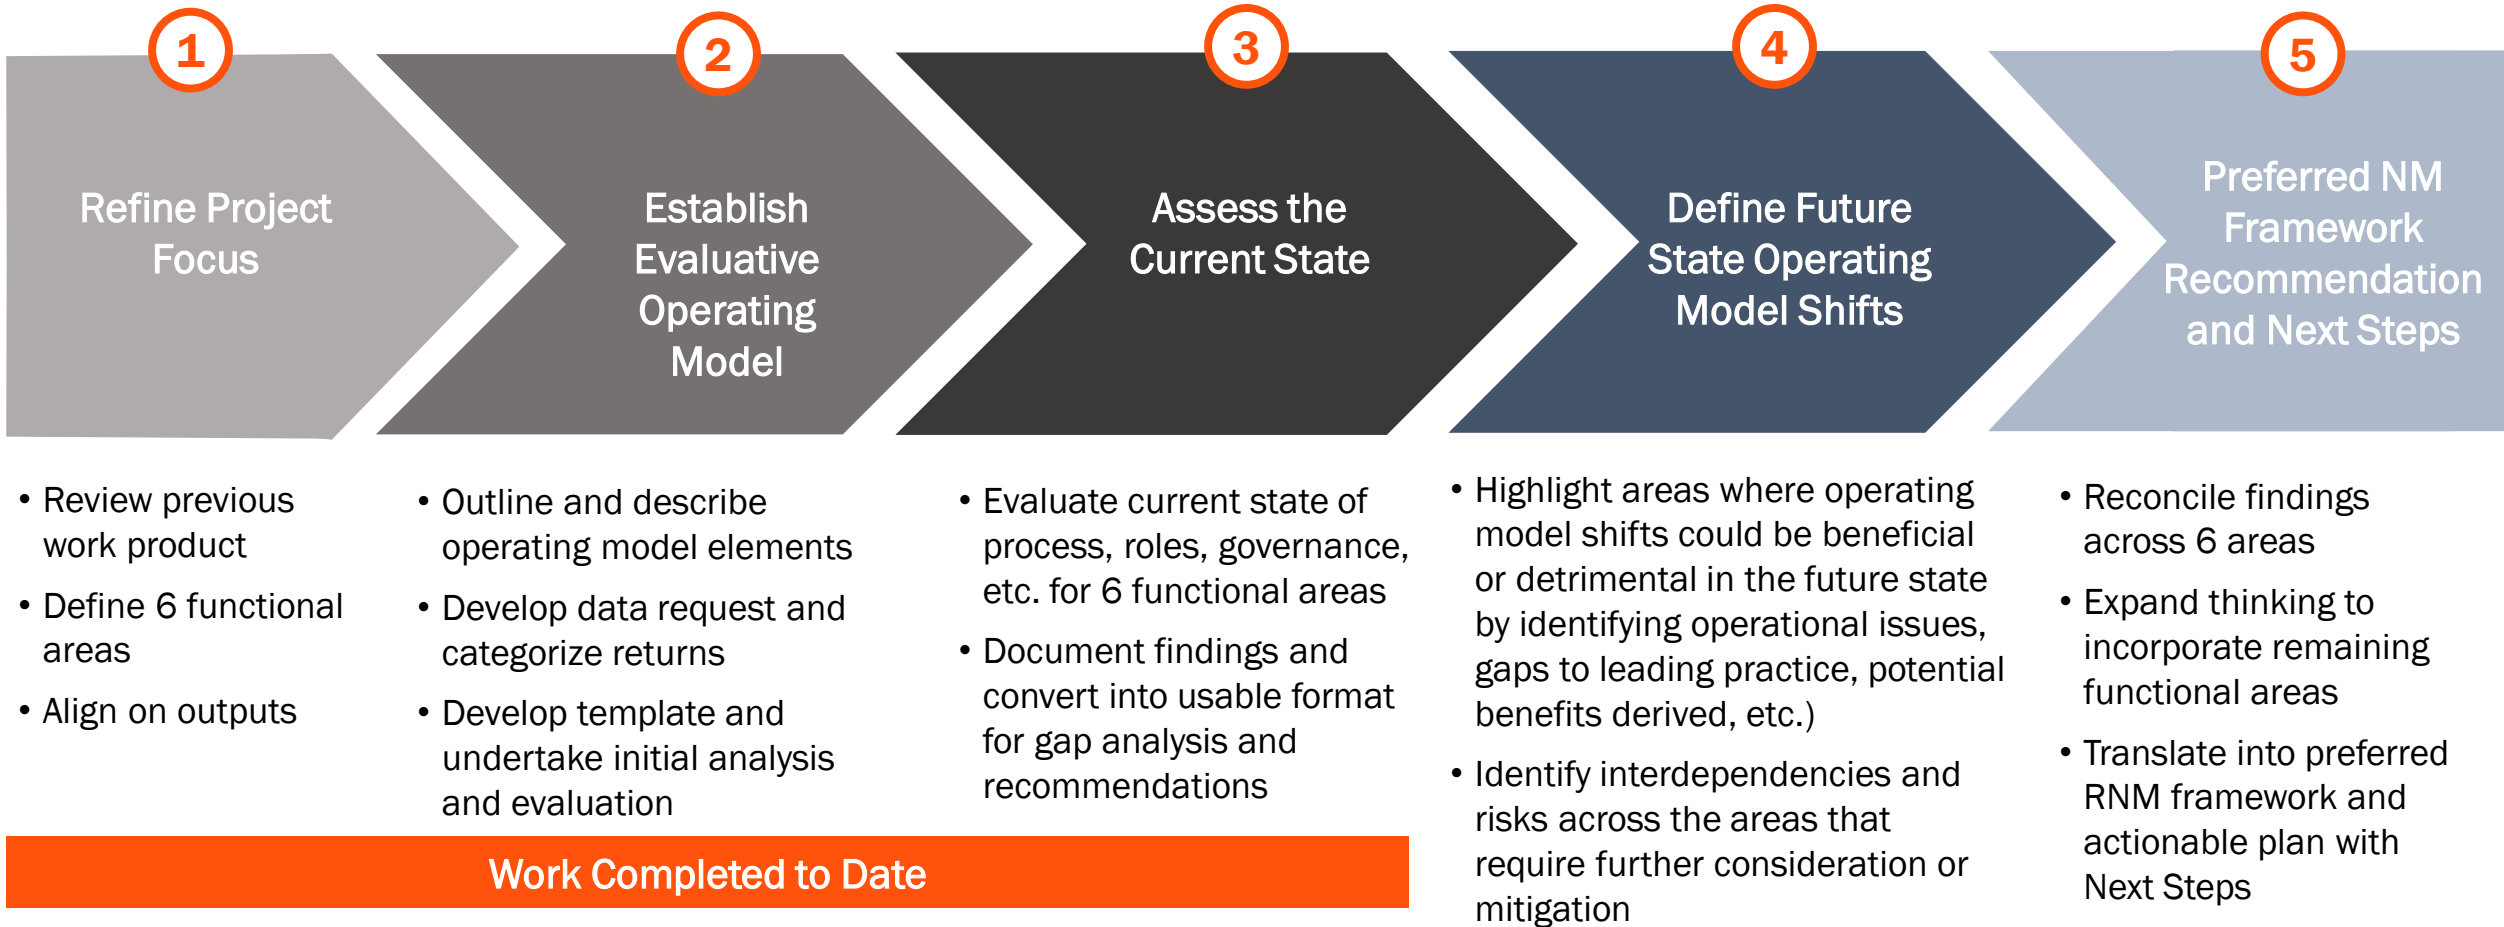 1
Refine Project
Focus
• Review previous
work product
• Define 6 functional
areas
• Align on outputs
2
Establish
Evaluative
Operating
Model
• Outline and describe
operating model elements
• Develop data request and
categorize returns
• Develop template and
undertake initial analysis
and evaluation
3
Assess the
Current State
• Evaluate current state of
process, roles, governance,
etc. for 6 functional areas
• Document findings and
convert into usable format
for gap analysis and
recommendations
Work Completed to Date
4
Define Future
State Operating
Model Shifts
• Highlight areas where operating
model shifts could be beneficial
or detrimental in the future state
by identifying operational issues,
gaps to leading practice, potential
benefits derived, etc.)
• Identify interdependencies and
risks across the areas that
require further consideration or
mitigation
5
Preferred NM
Framework
Recommendation
and Next Steps
• Reconcile findings
across 6 areas
• Expand thinking to
incorporate remaining
functional areas
• Translate into preferred
RNM framework and
actionable plan with
Next Steps